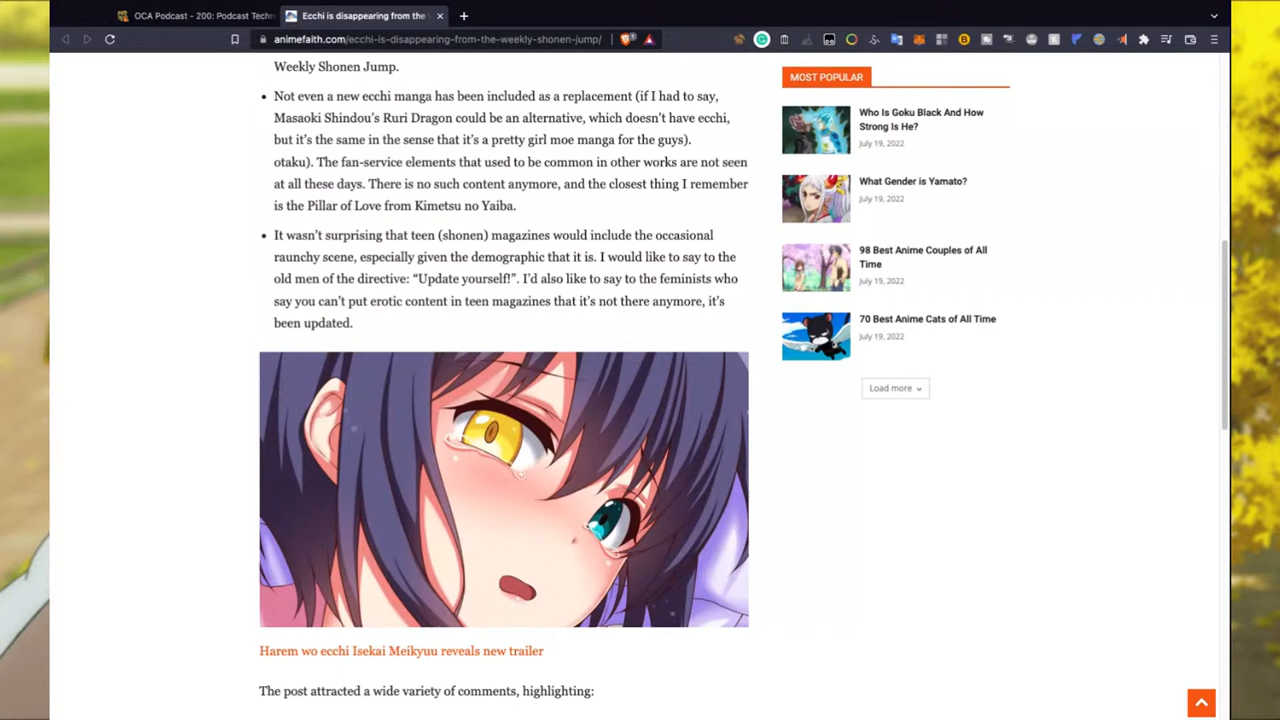 OCA Podcast - 200: Podcast Techn
Ecchi is disappearing from the
animefaith.com/ecchi-is-disappearing-from-the-weekly-shonen-jump/
Weekly Shonen Jump.
Not even a new ecchi manga has been included as a replacement (if I had to say,
Masaoki Shindou's Ruri Dragon could be an alternative, which doesn't have ecchi,
but it's the same in the sense that it's a pretty girl moe manga for the guys).
otaku). The fan-service elements that used to be common in other works are not seen
at all these days. There is no such content anymore, and the closest thing I remember
is the Pillar of Love from Kimetsu no Yaiba.
It wasn't surprising that teen (shonen) magazines would include the occasional
raunchy scene, especially given the demographic that it is. I would like to say to the
old men of the directive: “Update yourself!”. I'd also like to say to the feminists who
say you can't put erotic content in teen magazines that it's not there anymore, it's
been updated.
Harem wo ecchi Isekai Meikyuu reveals new trailer
The post attracted a wide variety of comments, highlighting:
MOST POPULAR
Who Is Goku Black And How
Strong Is He?
July 19, 2022
What Gender is Yamato?
July 19, 2022
98 Best Anime Couples of All
Time
July 19, 2022
70 Best Anime Cats of All Time
July 19, 2022
Load more